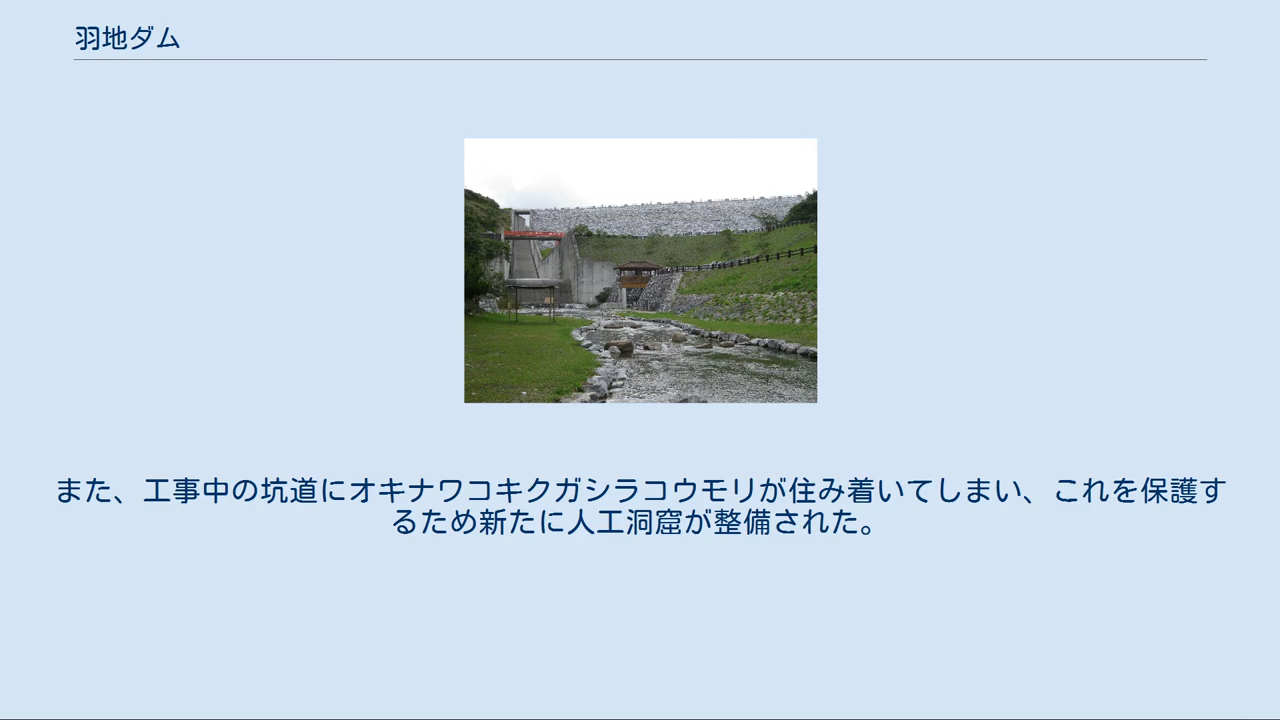 羽地ダム
また、工事中の坑道にオキナワコキクガシラコウモリが住み着いてしまい、これを保護す
るため新たに人工洞窟が整備された。